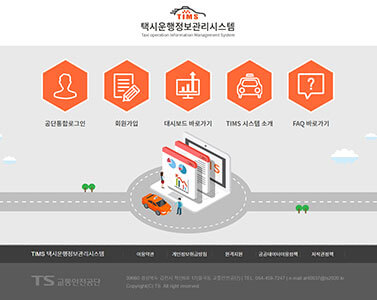 TIMS
택시운행정보관리시스템
Taxi operation Information Management System
공단통합로그인 회원가입 대시보드 바로가기 TIMS 시스템 소개 FAQ 바로가기
TIMS 택시운행정보관리시스템 이용약관 개인정보취급방침 원격지원 공공데이터이용정책 저작권정책
TS 교통안전공단
Copyright(C) TS. All right reserved